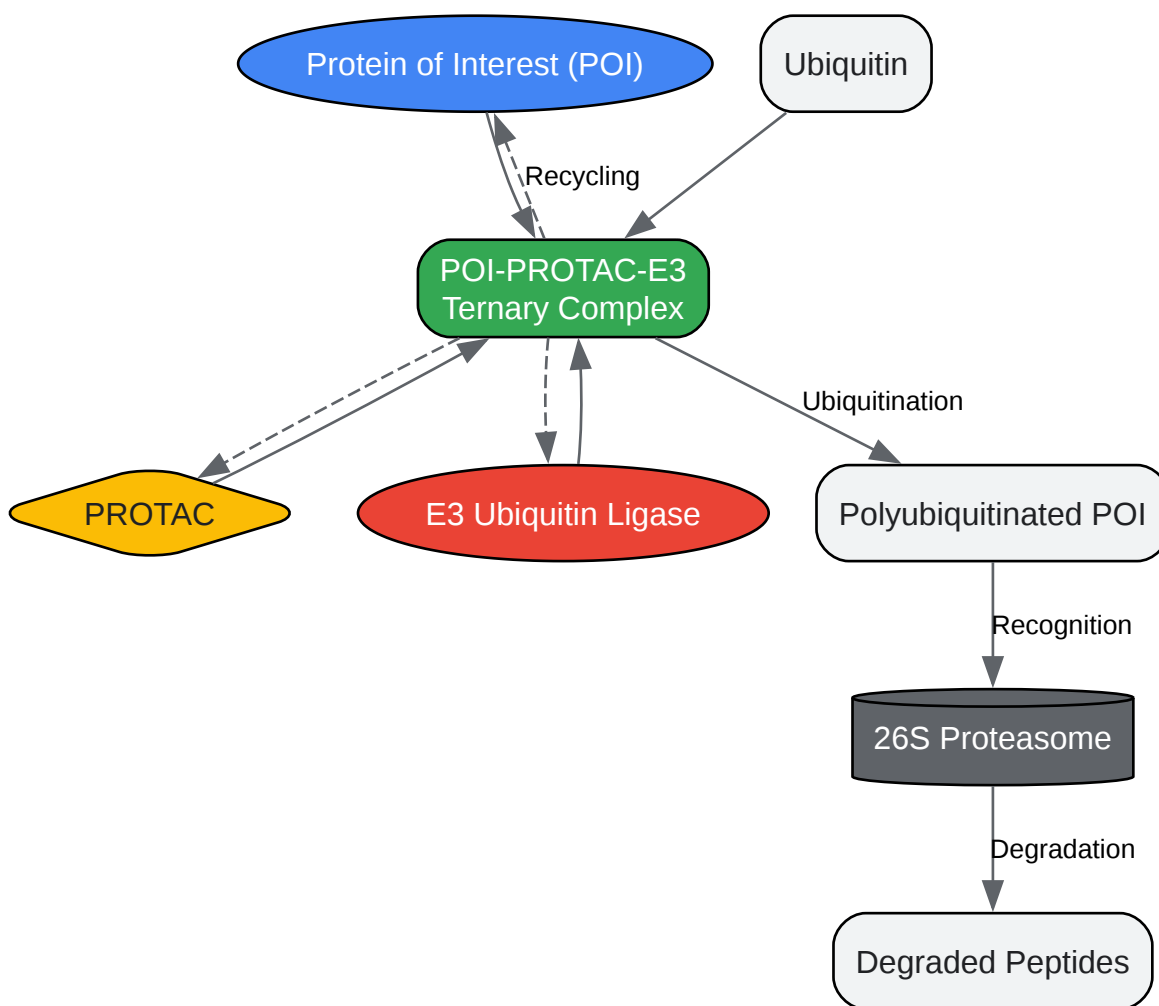 Protein of Interest (POI)
Ubiquitin
Recycling
POI-PROTAC-E3
Ternary Complex
Ubiquitination
PROTAC
E3 Ubiquitin Ligase
Polyubiquitinated POI
Recognition
26S Proteasome
Degradation
Degraded Peptides